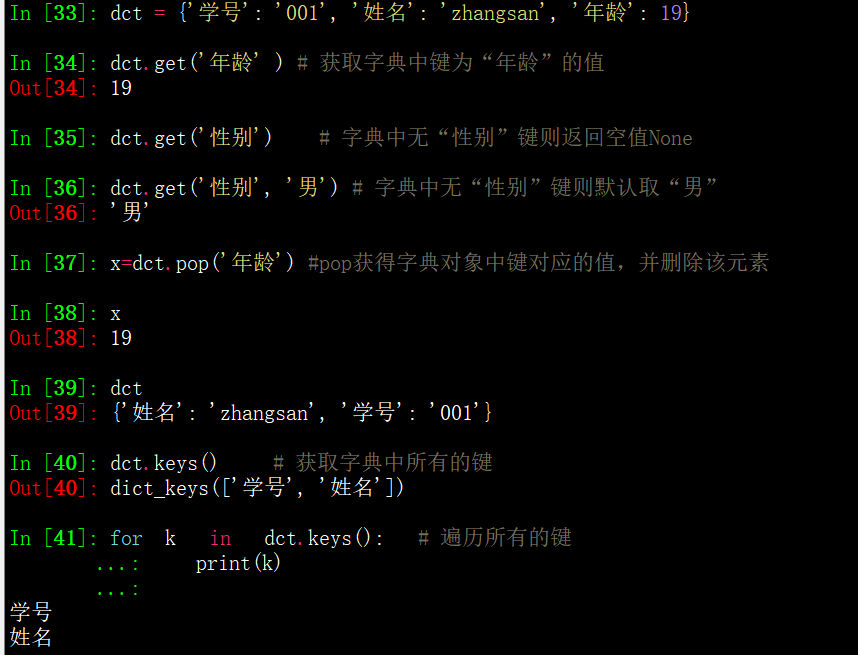 In [33]: dct = {'学号': '001', '姓名': 'zhangsan', '年龄': 19}
In [34]: dct.get('年龄' ) # 获取字典中键为“年龄”的值
Out[34]: 19
In [35]: dct.get('性别')    # 字典中无“性别”键则返回空值None
In [36]: dct.get('性别', '男') # 字典中无“性别”键则默认取“男”
Out[36]: '男'
In [37]: x=dct.pop('年龄') #pop获得字典对象中键对应的值，并删除该元素
In [38]: x
Out[38]: 19
In [39]: dct
Out[39]: {'姓名': 'zhangsan', '学号': '001'}
In [40]: dct.keys()     # 获取字典中所有的键
Out[40]: dict_keys(['学号', '姓名'])
In [41]: for  k   in   dct.keys():   # 遍历所有的键
...:     print(k)
...:
学号
姓名